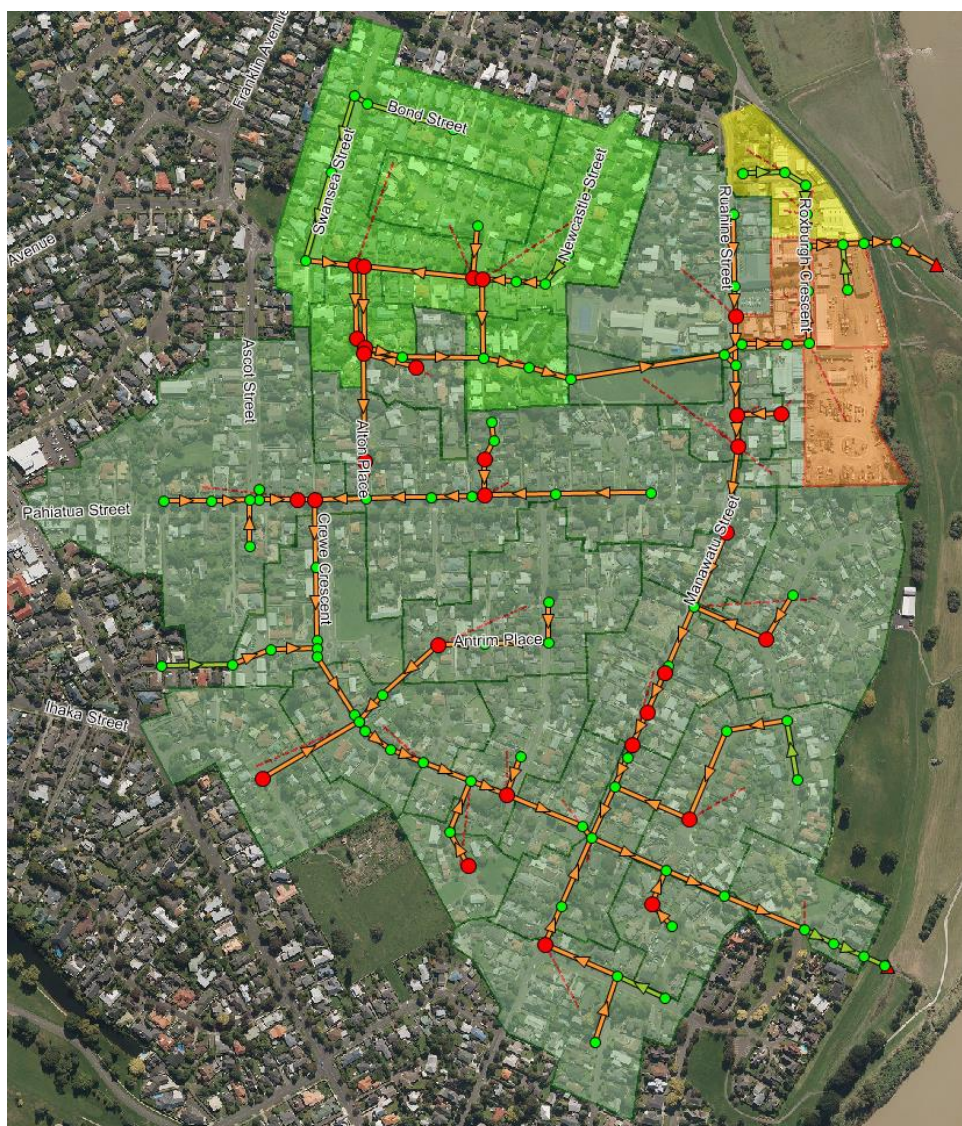 Franklin Avenue
Bond Street
Swansea Street
Newcastle Street
Avenue
Ruahine Street
Roxburgh Crescent
Ascot Street
Alton Place
Pahiatua Street
Crewe Crescent
Manawatu Street
Antrim Place
Ihaka Street